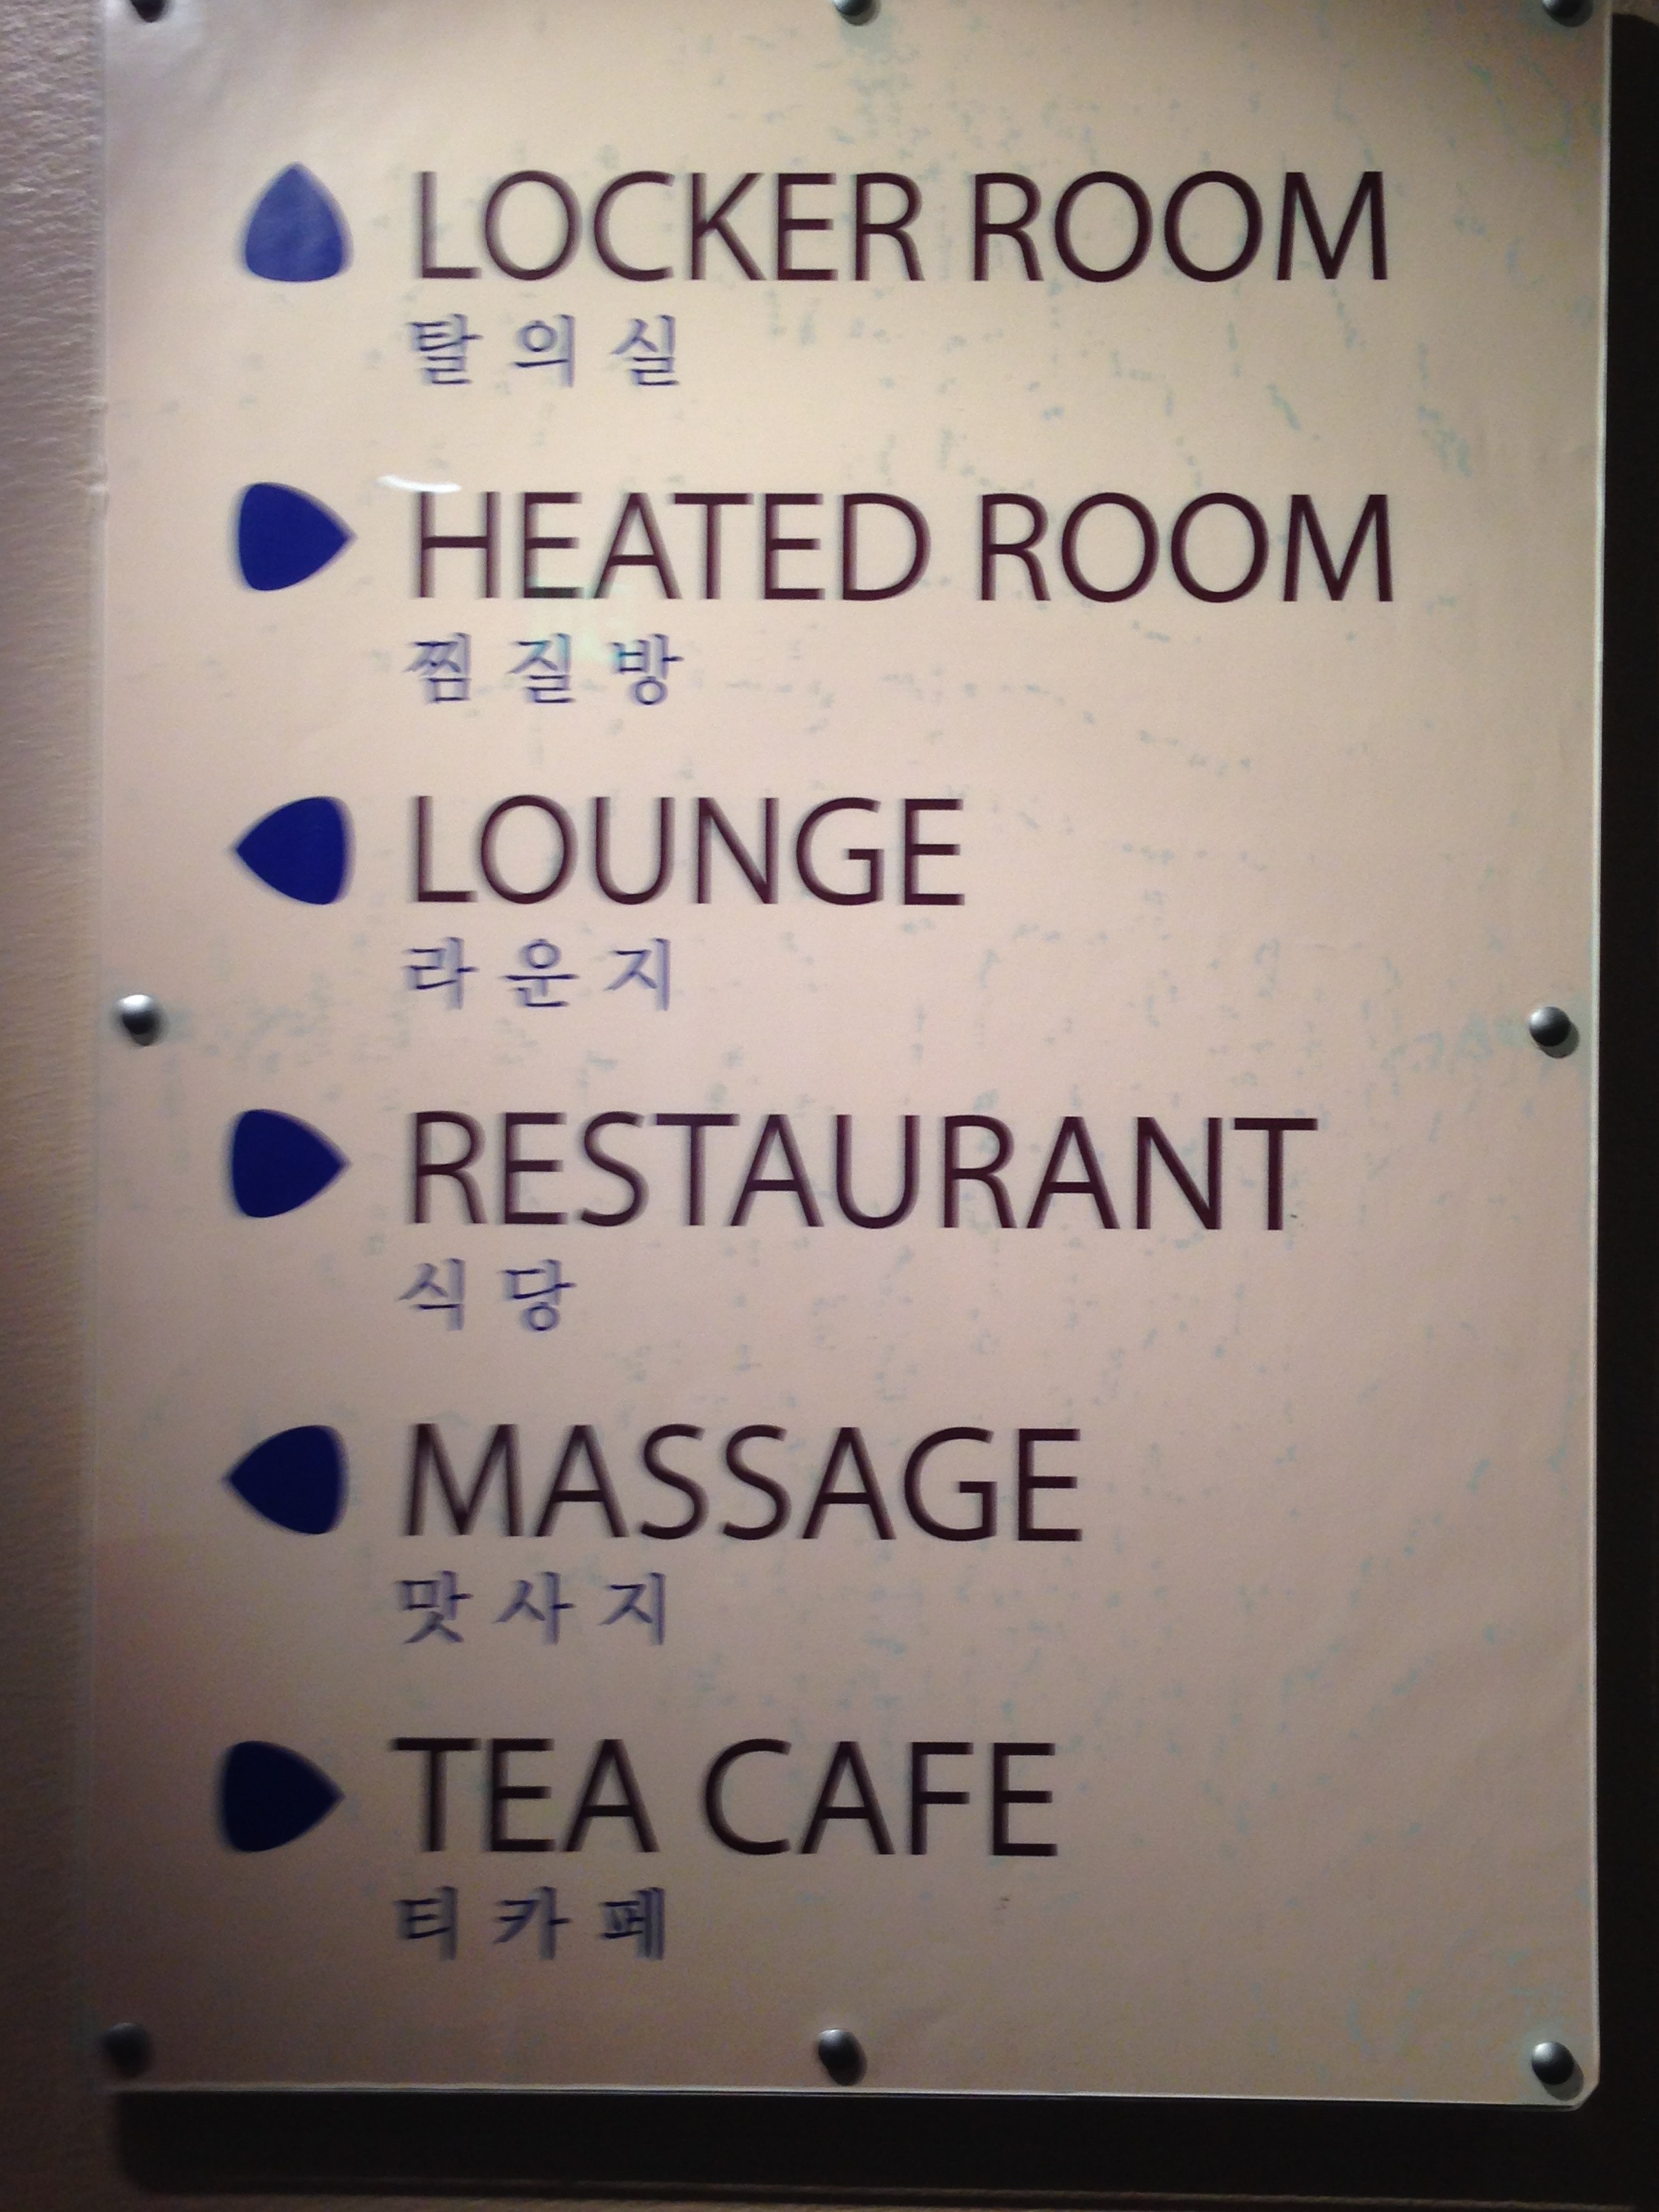 LOCKER ROOM
탈 의 실
HEATED ROOM
찜 질 방
LOUNGE
라 운 지
RESTAURANT
식 당
MASSAGE
맛 사 지
TEA CAFE
티 카 페